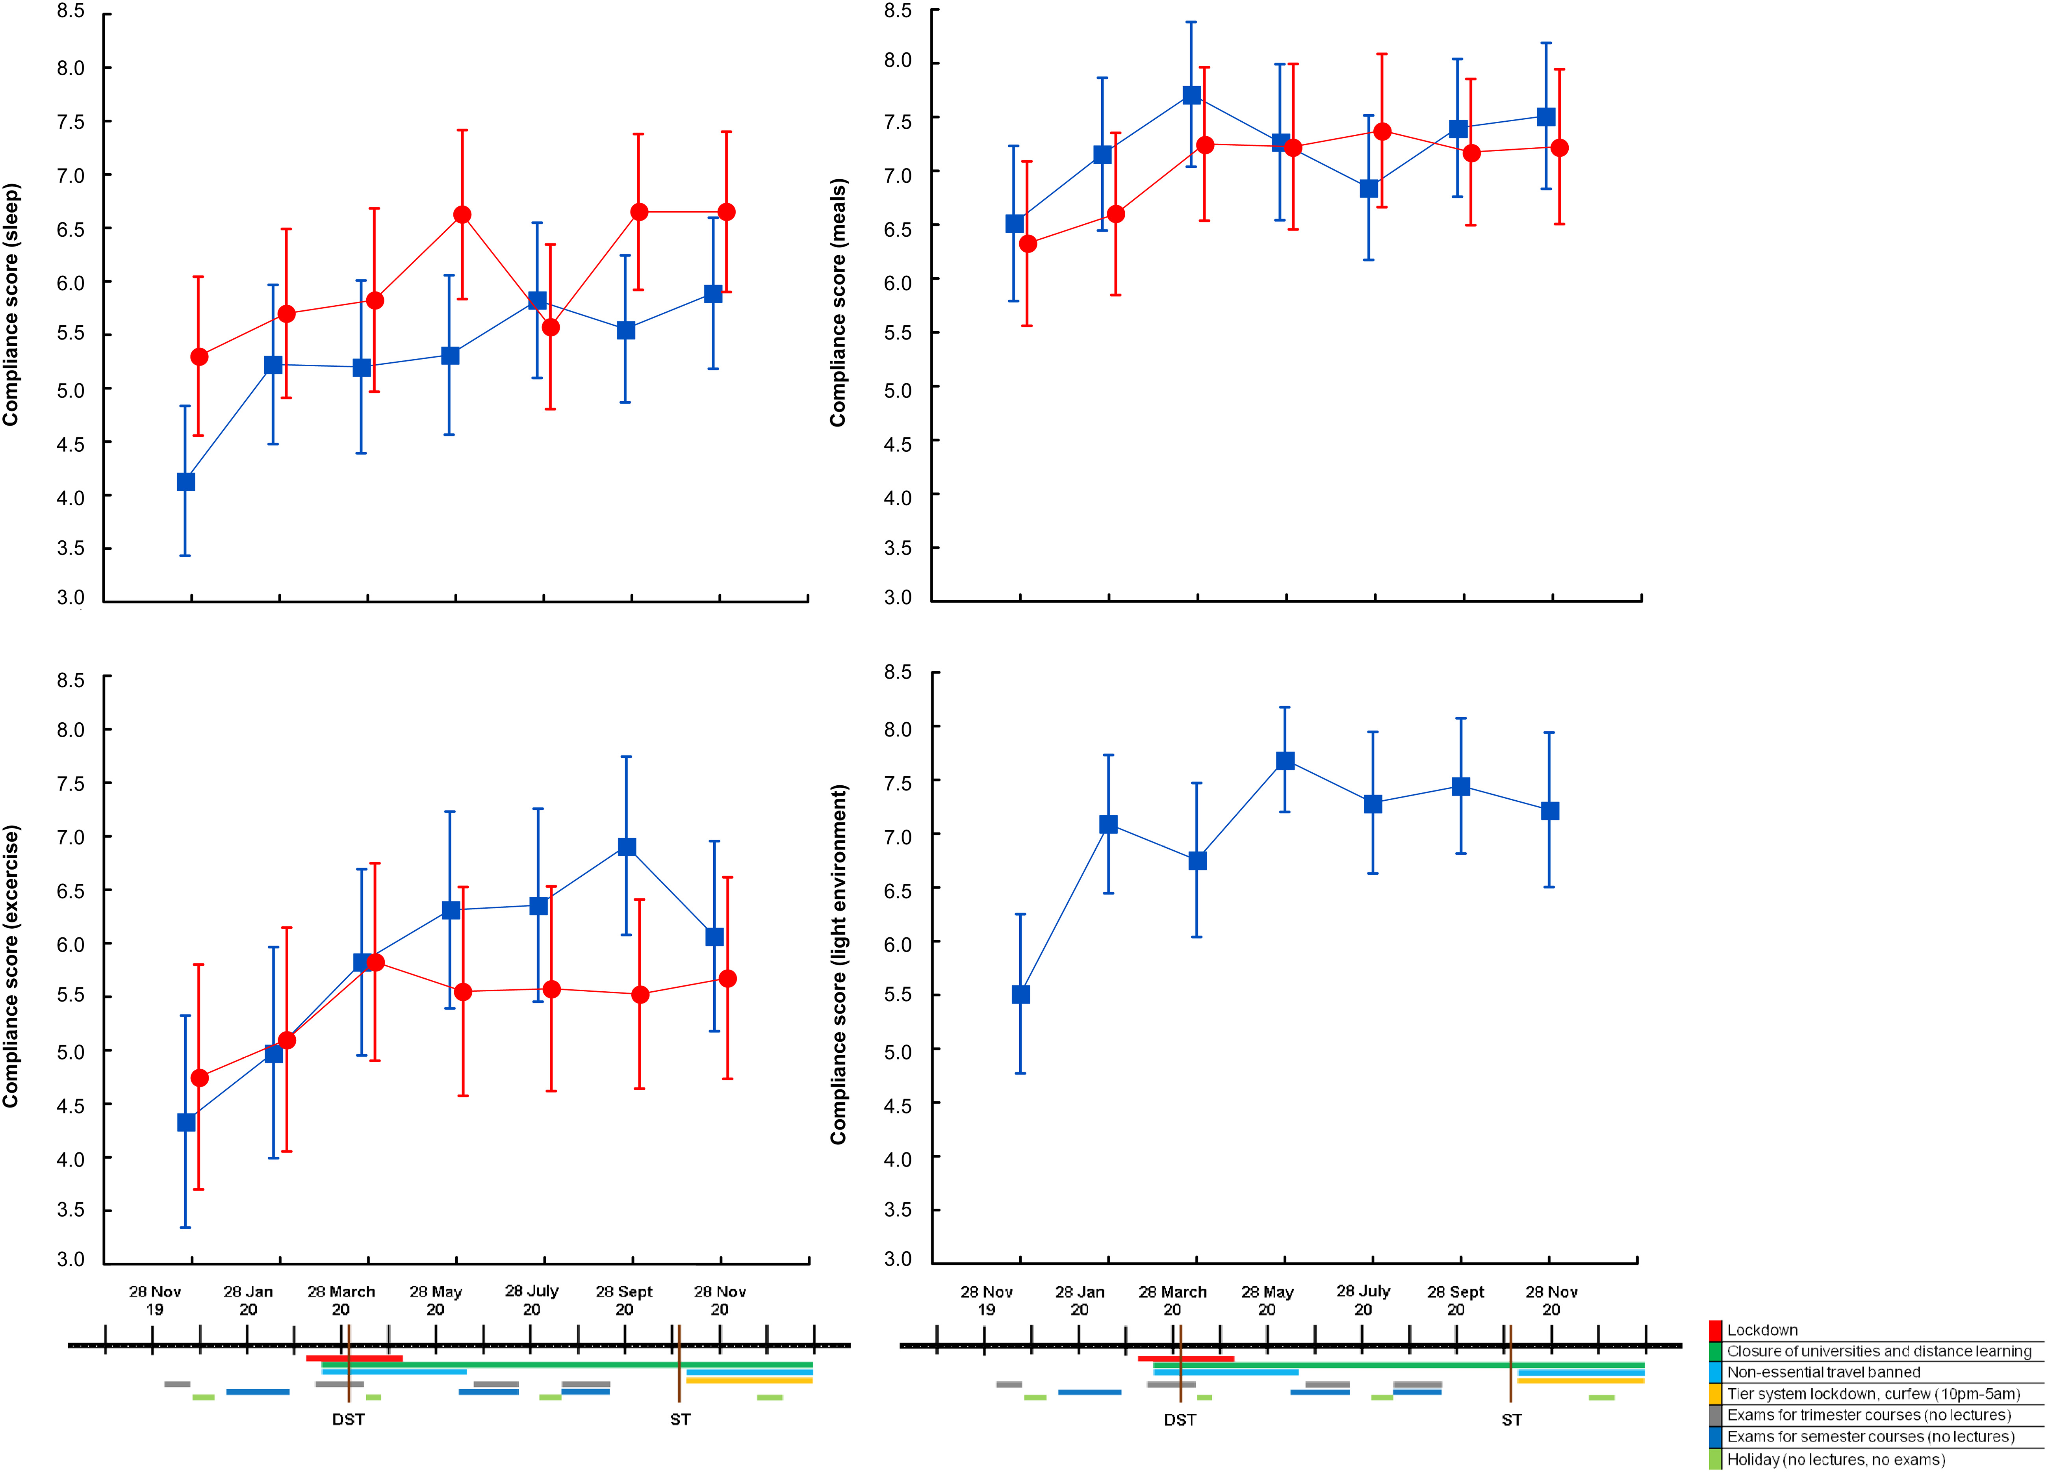 8.5
8.0
7.5
7.0
6.5
6.0
5.5
5.0
4.5
4.0
3.5
3.0
Compliance score (sleep)
8.5
8.0
7.5
7.0
6.5
6.0
5.5
5.0
4.5
4.0
3.5
3.0
Compliance score (meals)
8.5
8.0
7.5
7.0
6.5
6.0
5.5
5.0
4.5
4.0
3.5
3.0
Compliance score (excercise)
8.5
8.0
7.5
7.0
6.5
6.0
5.5
5.0
4.5
4.0
3.5
3.0
Compliance score (light environment)
28 Nov 28 Jan 28 March 28 May 28 July 28 Sept 28 Nov
19 20 20 20 20 20 20
DST ST
28 Nov 28 Jan 28 March 28 May 28 July 28 Sept 28 Nov
19 20 20 20 20 20 20
DST ST
Lockdown
Closure of universities and distance learning
Non-essential travel banned
Tier system lockdown, curfew (10pm-5am)
Exams for trimester courses (no lectures)
Exams for semester courses (no lectures)
Holiday (no lectures, no exams)